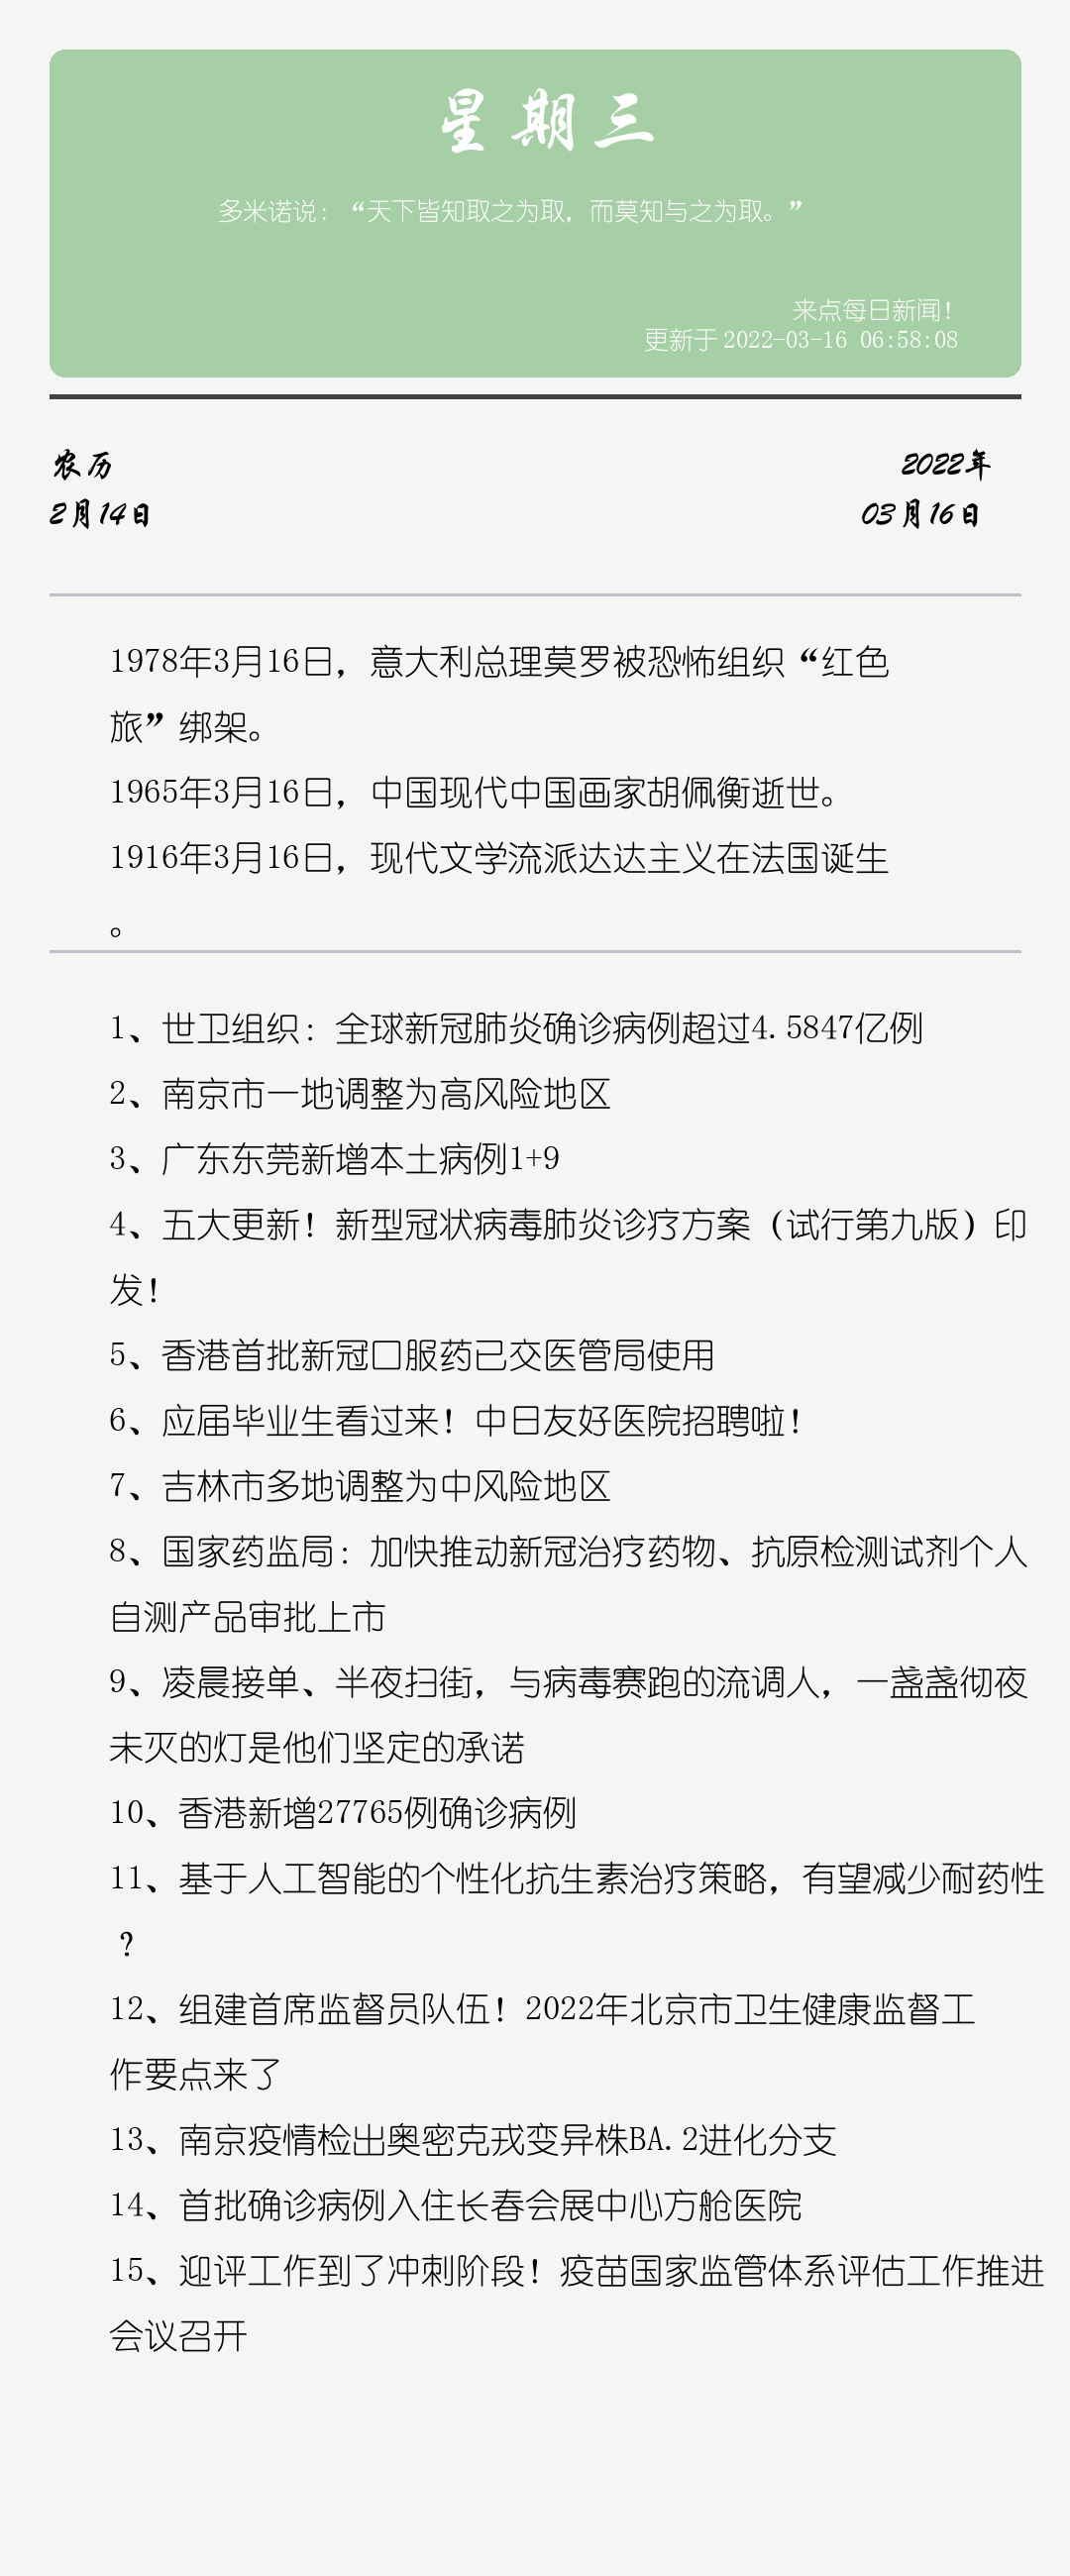 星期三
多米诺说：“天下皆知取之为取，而莫知与之为取。”
来点每日新闻！
更新于 2022-03-16 06:58:08
农历
2022年
2月14日
03月16日
1978年3月16日，意大利总理莫罗被恐怖组织“红色
旅”绑架。
1965年3月16日，中国现代中国画家胡佩衡逝世。
1916年3月16日，现代文学流派达达主义在法国诞生
。
1、世卫组织：全球新冠肺炎确诊病例超过4.5847亿例
2、南京市一地调整为高风险地区
3、广东东莞新增本土病例1+9
4、五大更新！新型冠状病毒肺炎诊疗方案（试行第九版）印
发！
5、香港首批新冠口服药已交医管局使用
6、应届毕业生看过来！中日友好医院招聘啦！
7、吉林市多地调整为中风险地区
8、国家药监局：加快推动新冠治疗药物、抗原检测试剂个人
自测产品审批上市
9、凌晨接单、半夜扫街，与病毒赛跑的流调人，一盏盏彻夜
未灭的灯是他们坚定的承诺
10、香港新增27765例确诊病例
11、基于人工智能的个性化抗生素治疗策略，有望减少耐药性
？
12、组建首席监督员队伍！2022年北京市卫生健康监督工
作要点来了
13、南京疫情检出奥密克戎变异株BA.2进化分支
14、首批确诊病例入住长春会展中心方舱医院
15、迎评工作到了冲刺阶段！疫苗国家监管体系评估工作推进
会议召开